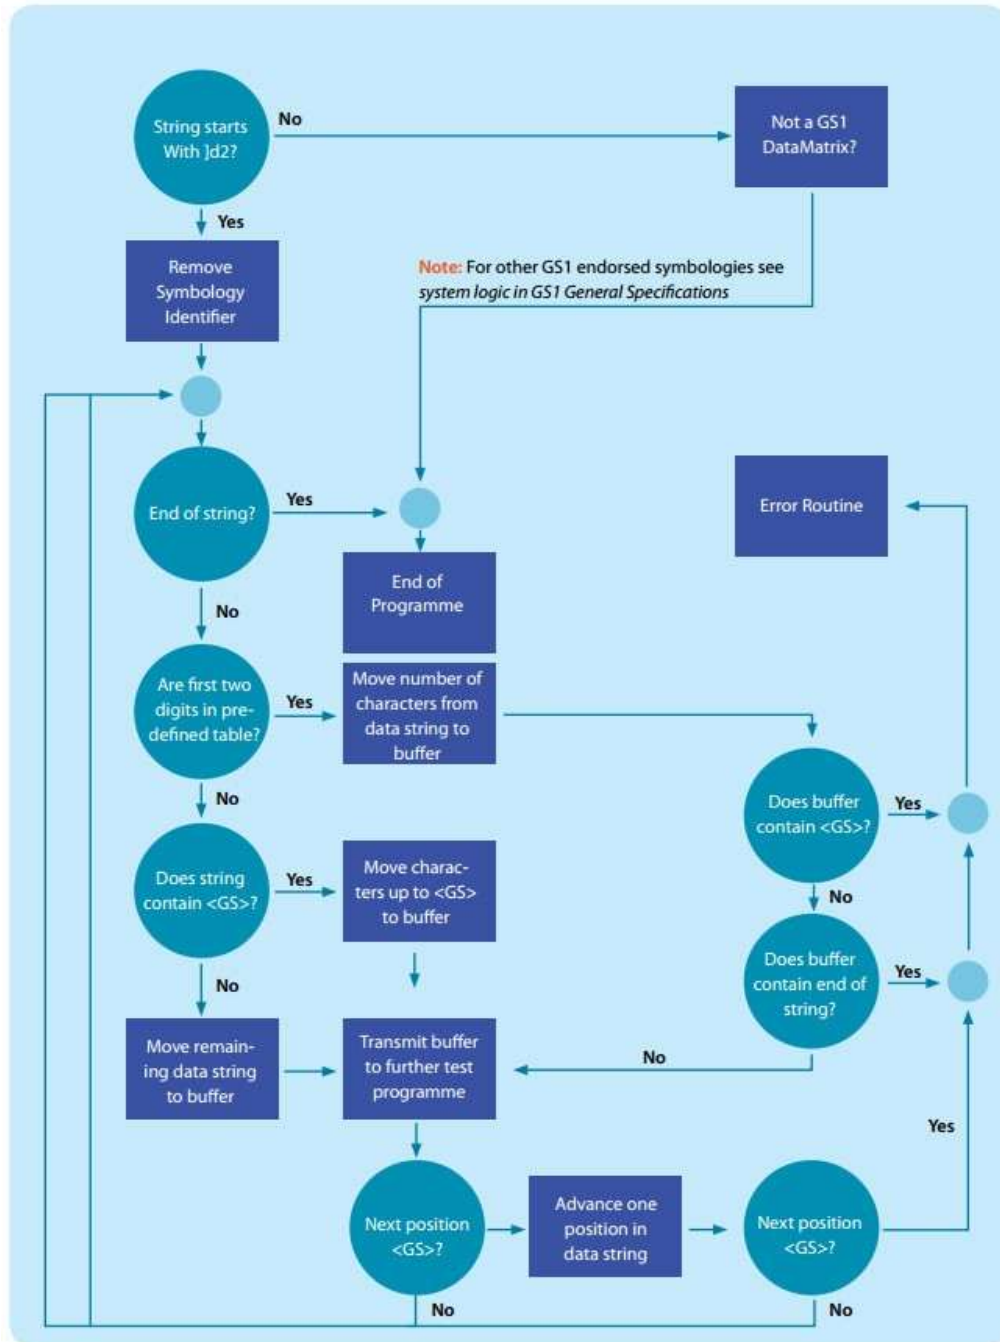 String starts
With ]d2?
No
Not a GS1
DataMatrix?
Yes
Remove
Symbology
Identifier
Note: For other GS1 endorsed symbologies see
system logic in GS1 General Specifications
End of string?
Yes
Error Routine
End of
Programme
No
Are first two
digits in pre-
defined table?
Yes
Move number of
characters from
data string to
buffer
No
Does buffer
contain <GS>?
Yes
Does string
contain <GS>?
Yes
Move charac-
ters up to <GS>
to buffer
No
Does buffer
contain end of
string?
Yes
No
Move remain-
ing data string
to buffer
Transmit buffer
to further test
programme
No
Yes
Next position
<GS>?
Advance one
position in
data string
Next position
<GS>?
No
No